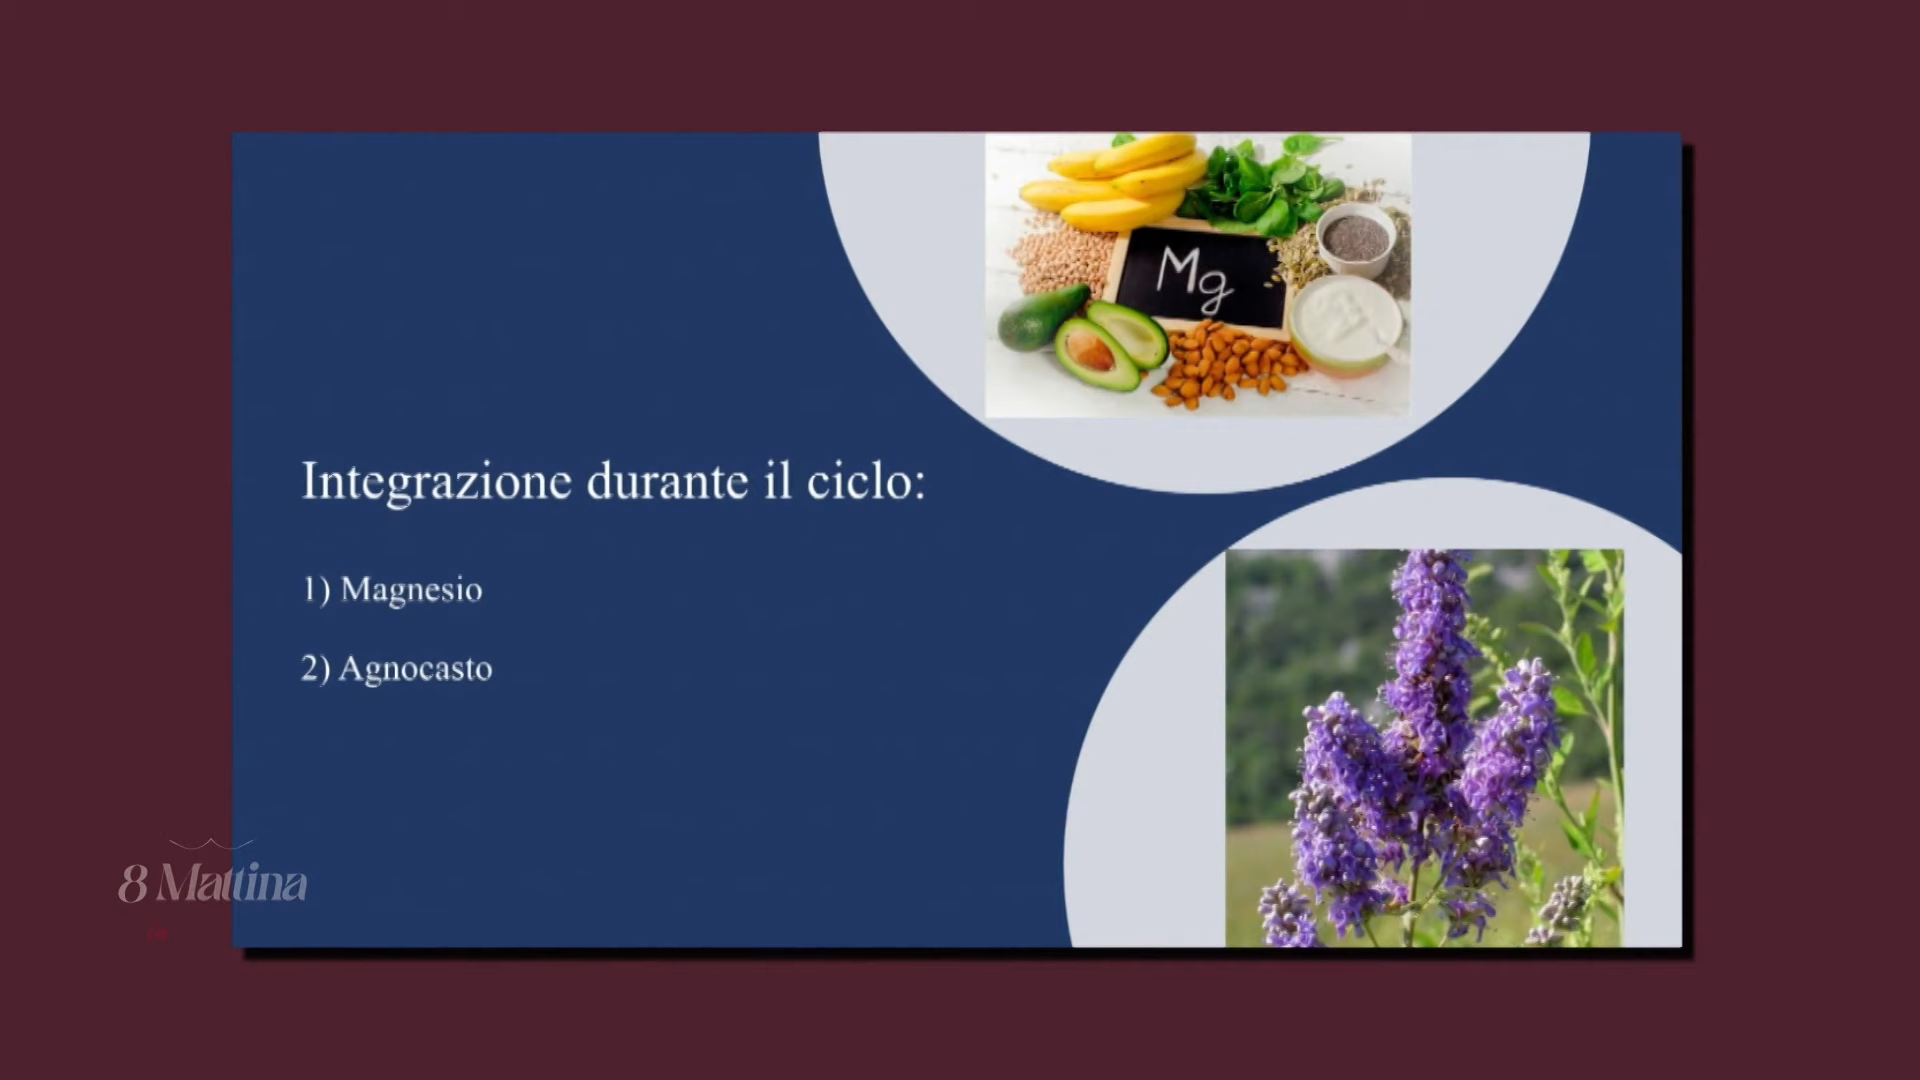 Mg
Integrazione durante il ciclo:
1) Magnesio
2) Agnocasto
8 Mattina